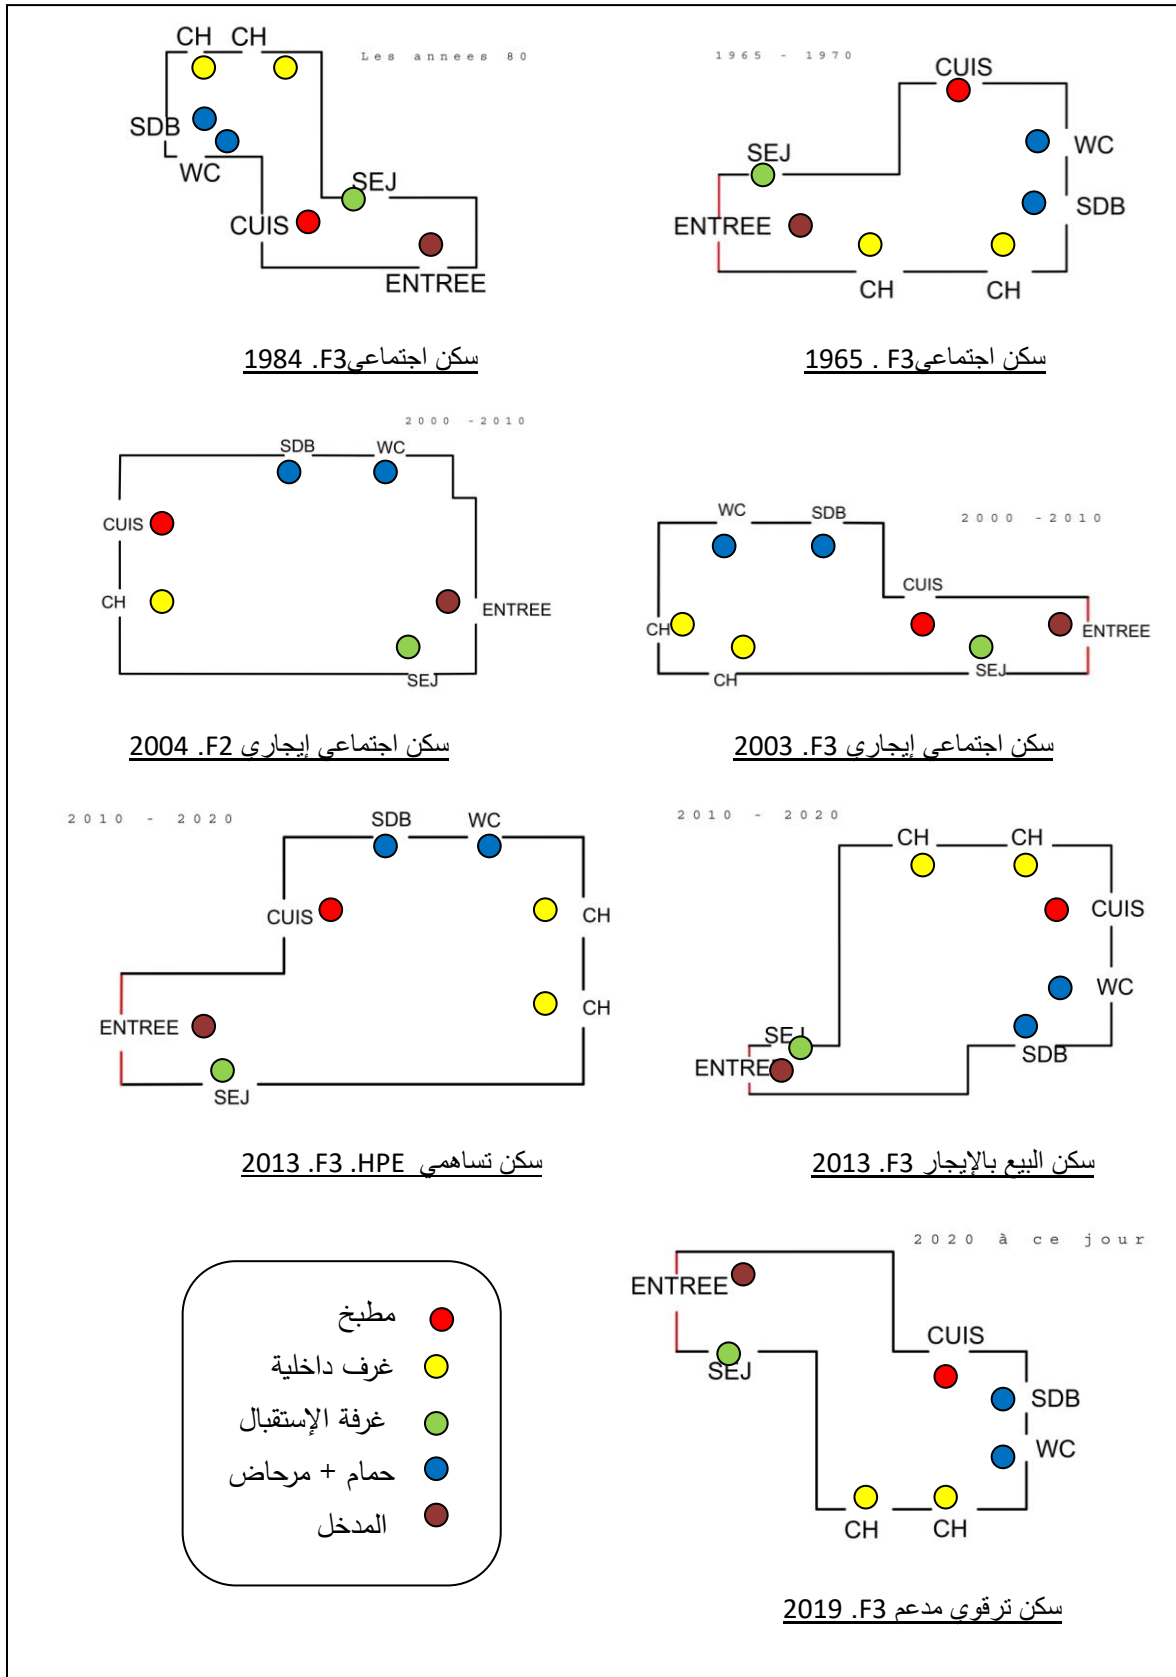 Les annees 80
CH CH
SDB
WC
SEJ
CUIS
ENTREE
سكن اجتماعيF3. 1984
1965 - 1970
CUIS
WC
SEJ
SDB
ENTREE
CH
CH
سكن اجتماعيF3 . 1965
2000 -2010
SDB
WC
CUIS
CH
ENTREE
SEJ
سكن اجتماعي إيجاري F2. 2004
WC
SDB
2000 -2010
CUIS
CH
ENTREE
SEJ
CH
سكن اجتماعي إيجاري F3. 2003
2010 - 2020
SDB
WC
CUIS
CH
CH
ENTREE
SEJ
سكن تساهمي HPE. F3. 2013
2010 - 2020
CH
CH
CUIS
WC
SEJ
SDB
ENTREE
سكن البيع بالإيجار F3. 2013
مطبخ
غرف داخلية
غرفة الإستقبال
حمام + مرحاض
المدخل
2020 à ce jour
ENTREE
CUIS
SEJ
SDB
WC
CH
CH
سكن ترقوي مدعم F3. 2019